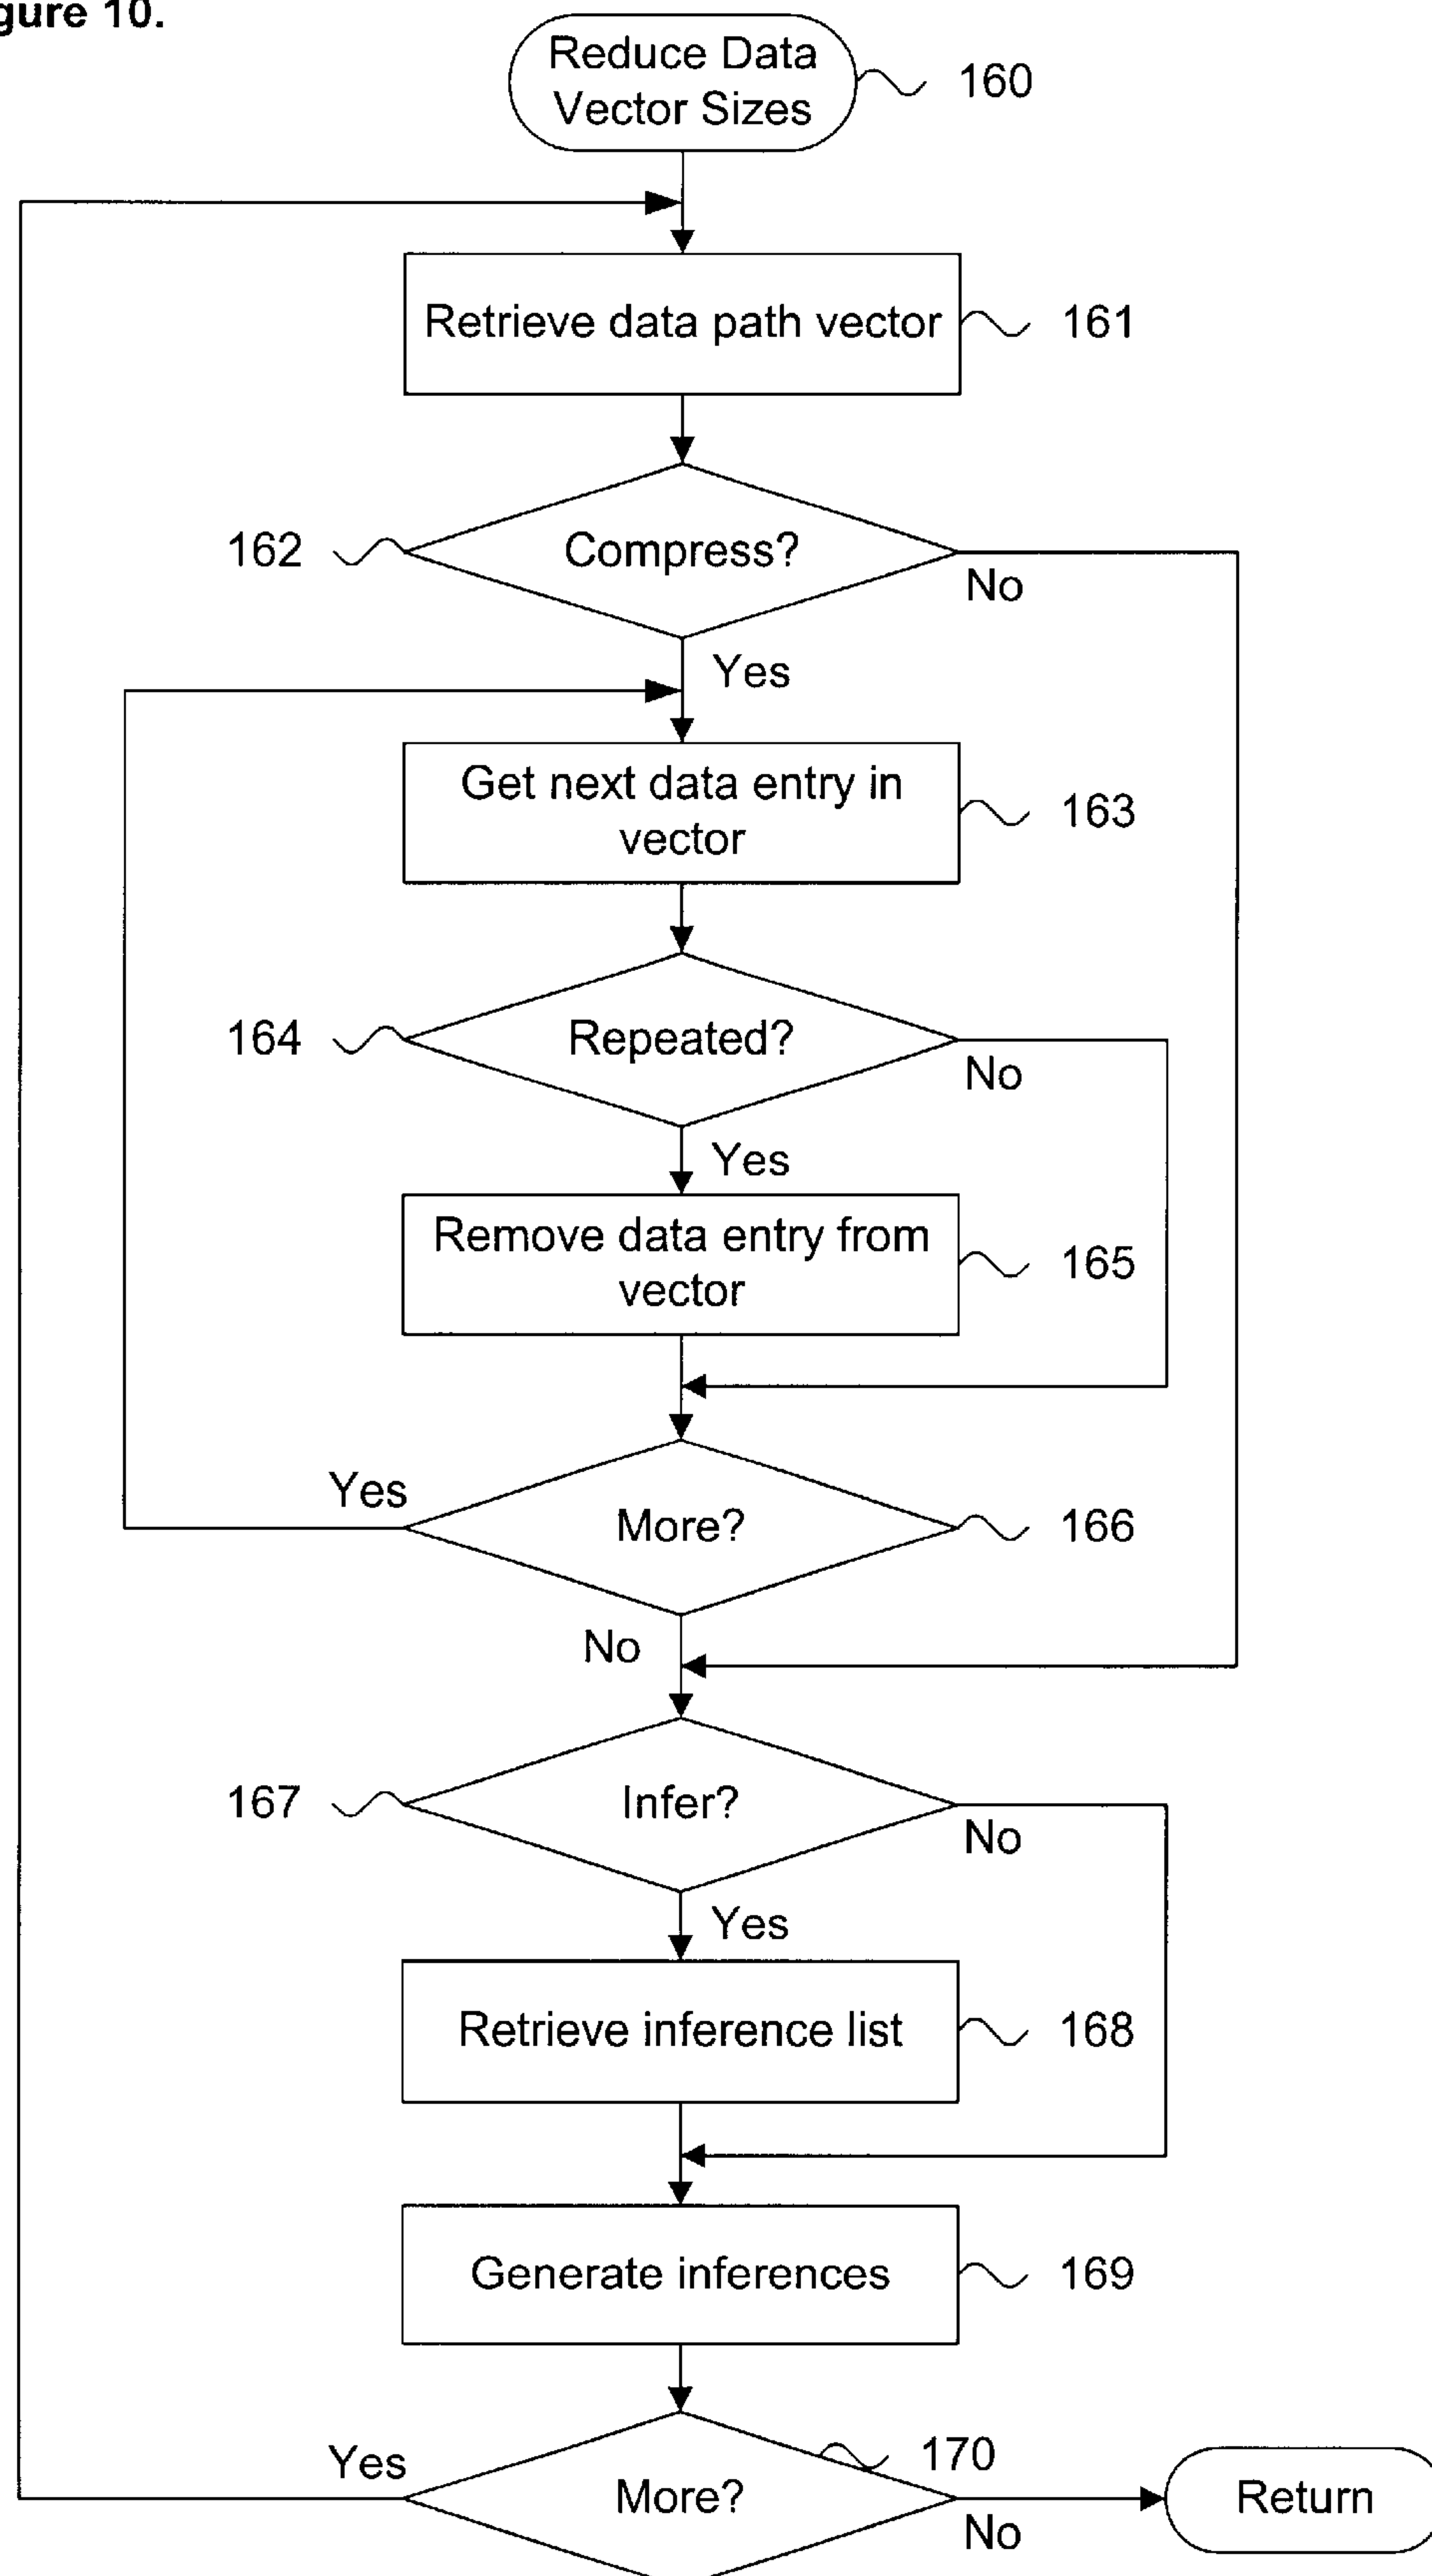 gure 10.
Reduce Data
Vector Sizes
160
Retrieve data path vector
161
162
Compress?
No
Yes
Get next data entry in
vector
163
164
Repeated?
No
Yes
Remove data entry from
vector
165
Yes
More?
166
No
167
Infer?
No
Yes
Retrieve inference list
168
Generate inferences
169
Yes
More?
170
No
Return